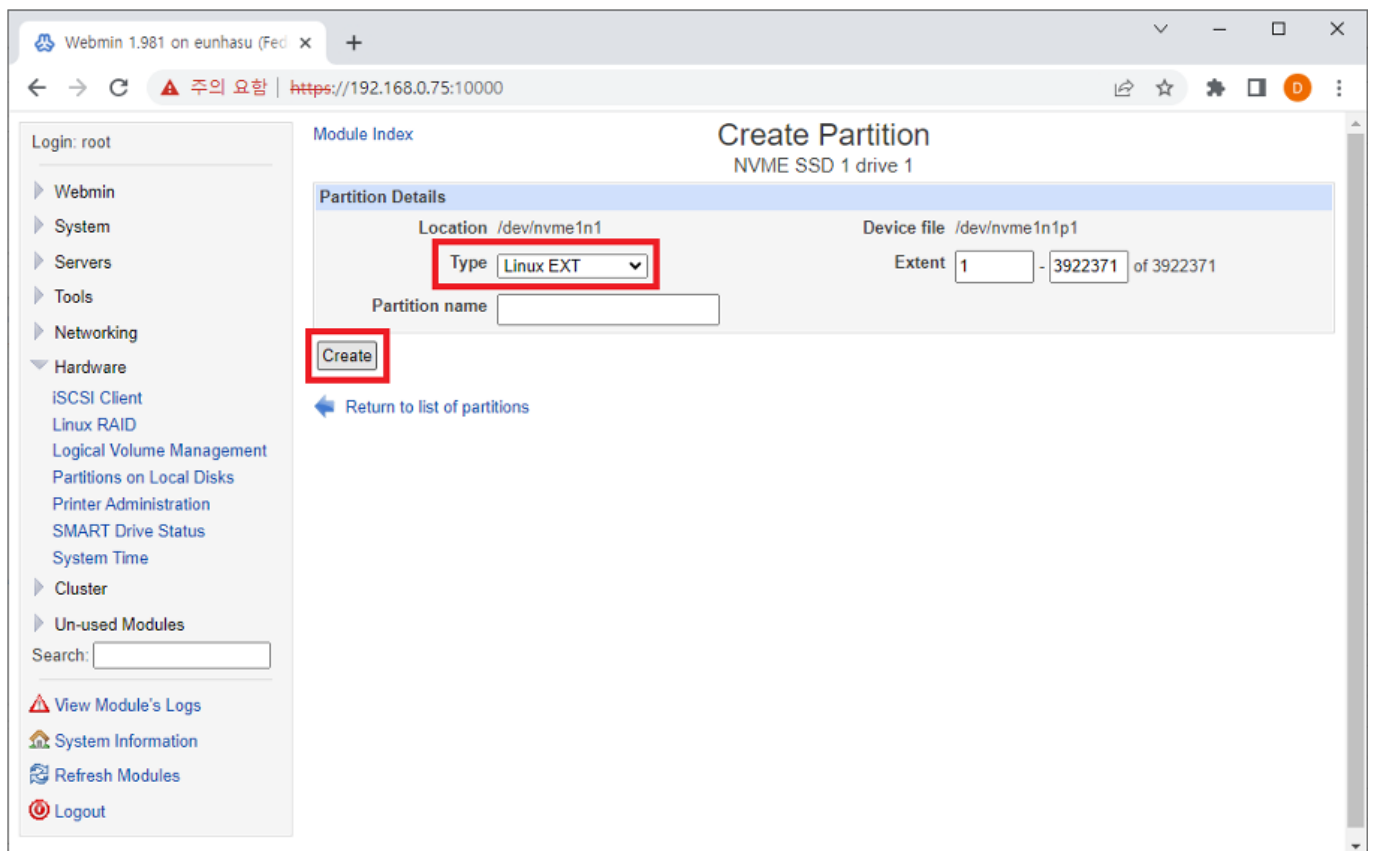 Webmin 1.981 on eunhasu (Fed
주의 요함 https://192.168.0.75:10000
D
Login: root
Webmin
System
Servers
Tools
Networking
Hardware
iSCSI Client
Linux RAID
Logical Volume Management
Partitions on Local Disks
Printer Administration
SMART Drive Status
System Time
Cluster
Un-used Modules
Search:
View Module's Logs
System Information
Refresh Modules
Logout
Module Index
Create Partition
NVME SSD 1 drive 1
Partition Details
Location /dev/nvme1n1 Device file /dev/nvme1n1p1
Type Linux EXT Extent 1 - 3922371 of 3922371
Partition name
Create
Return to list of partitions